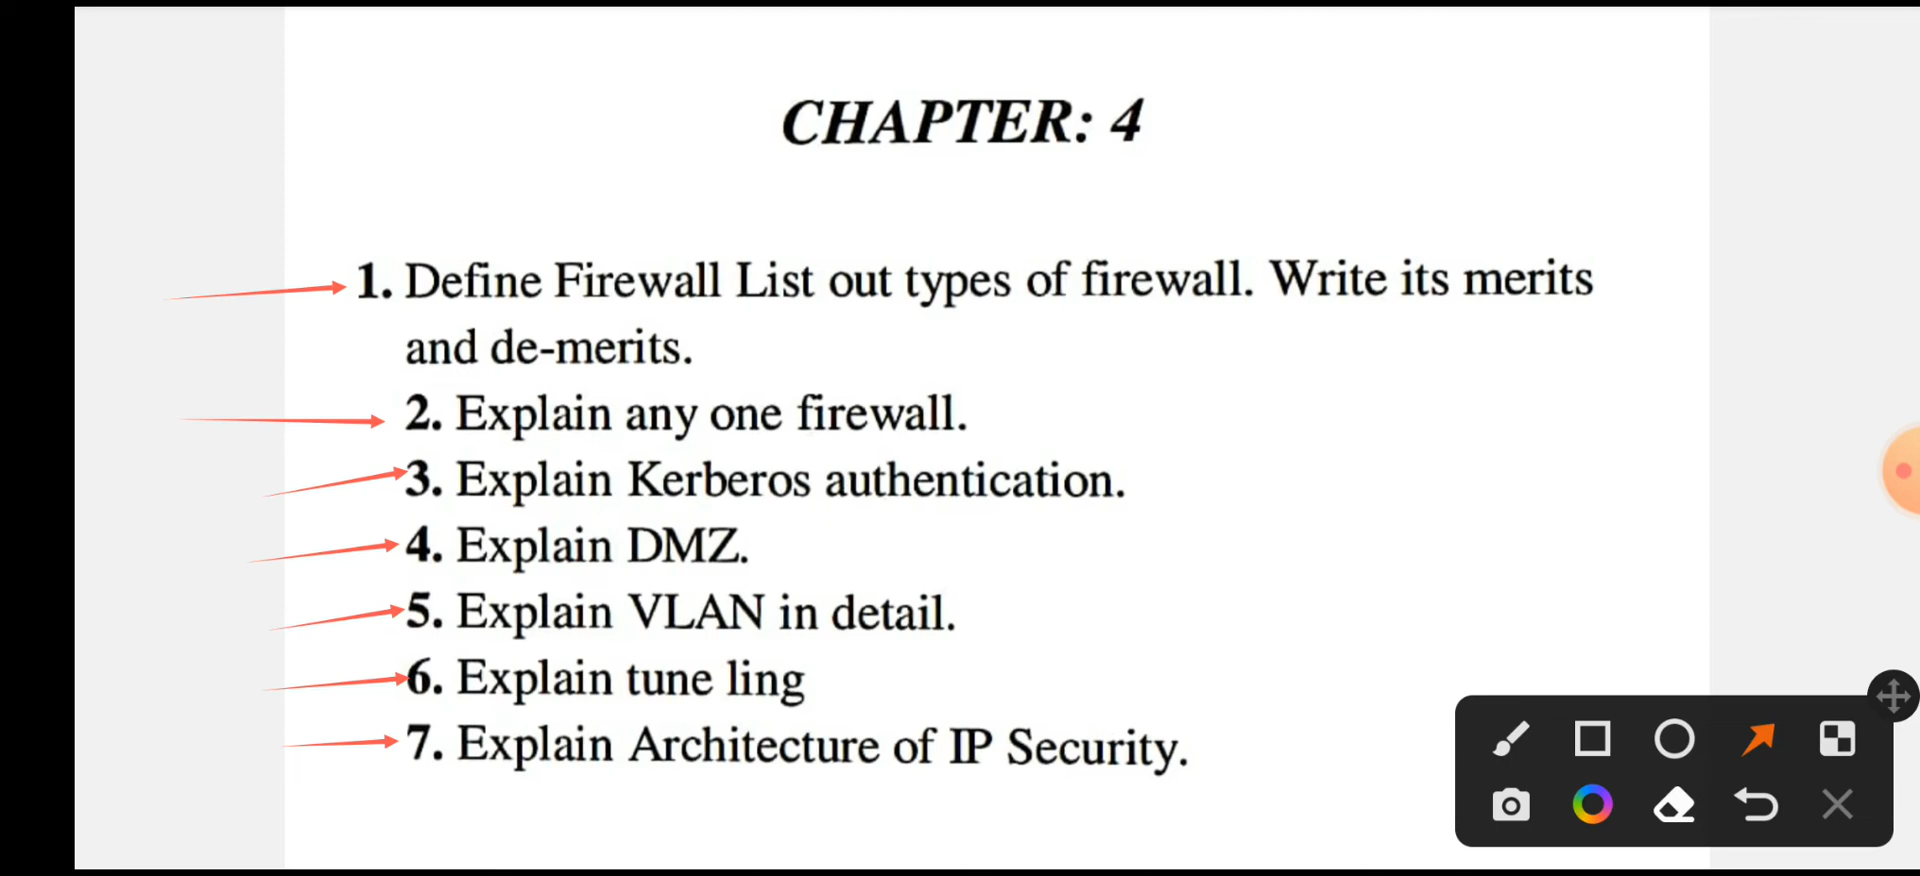 CHAPTER: 4
1. Define Firewall List out types of firewall. Write its merits
and de-merits.
2. Explain any one firewall.
3. Explain Kerberos authentication.
4. Explain DMZ.
5. Explain VLAN in detail.
6. Explain tune ling
7. Explain Architecture of IP Security.